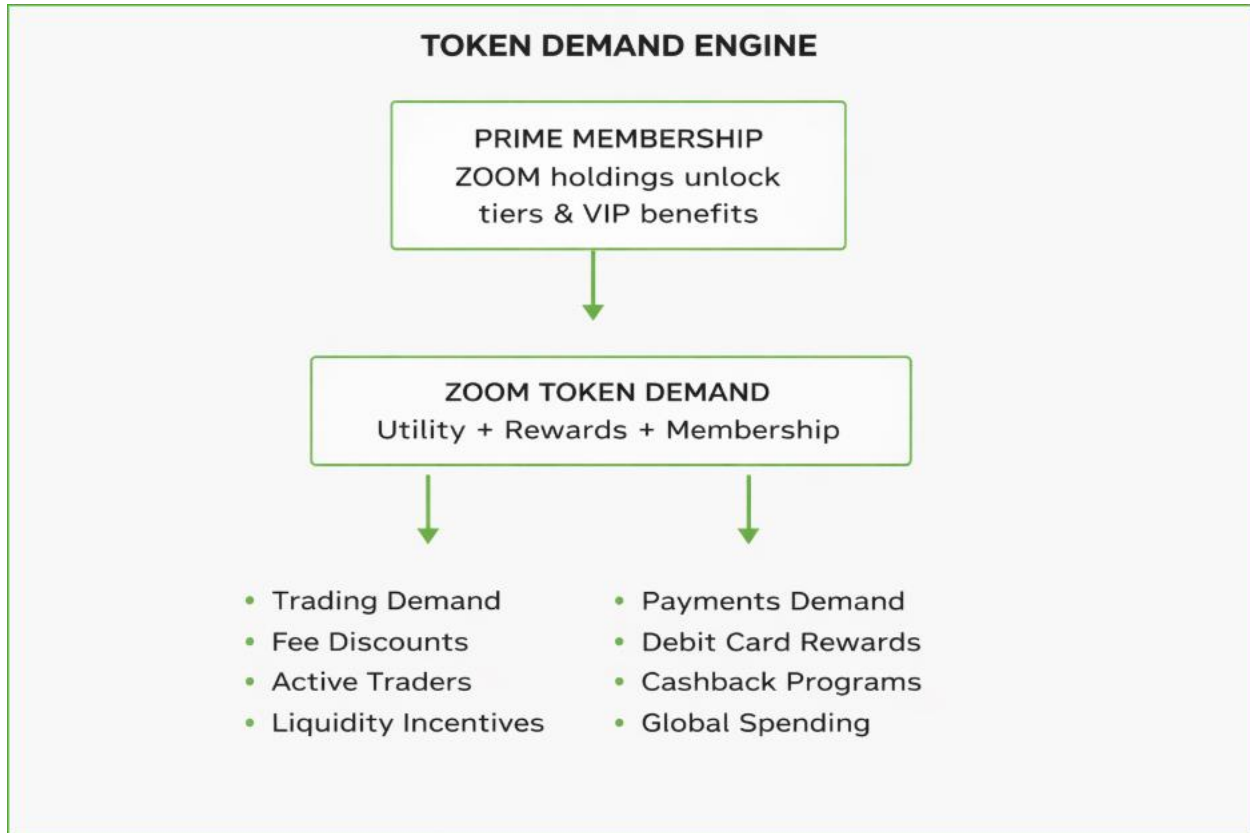 TOKEN DEMAND ENGINE
PRIME MEMBERSHIP
ZOOM holdings unlock
tiers & VIP benefits
ZOOM TOKEN DEMAND
Utility + Rewards + Membership
• Trading Demand
• Fee Discounts
• Active Traders
• Liquidity Incentives
• Payments Demand
• Debit Card Rewards
• Cashback Programs
• Global Spending